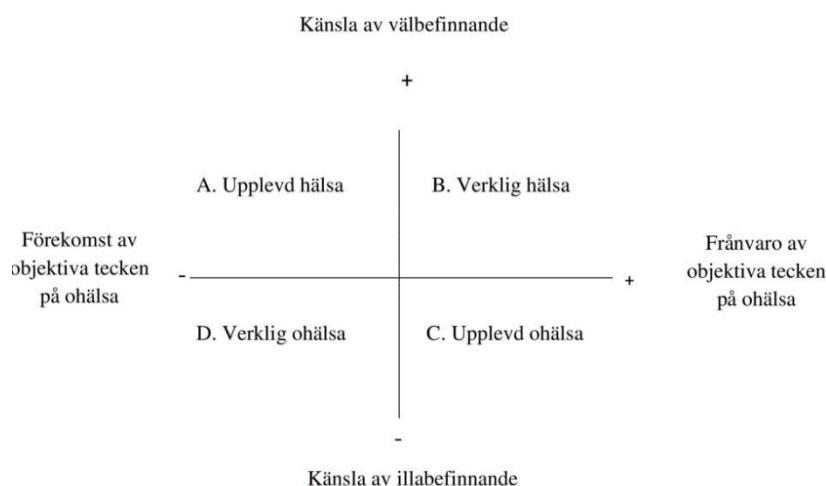 Känsla av välbefinnande
+
A. Upplevd hälsa
B. Verklig hälsa
Förekomst av
objektiva tecken
på ohälsa
-
+
Frånvaro av
objektiva tecken
på ohälsa
D. Verklig ohälsa
C. Upplevd ohälsa
-
Känsla av illabefinnande